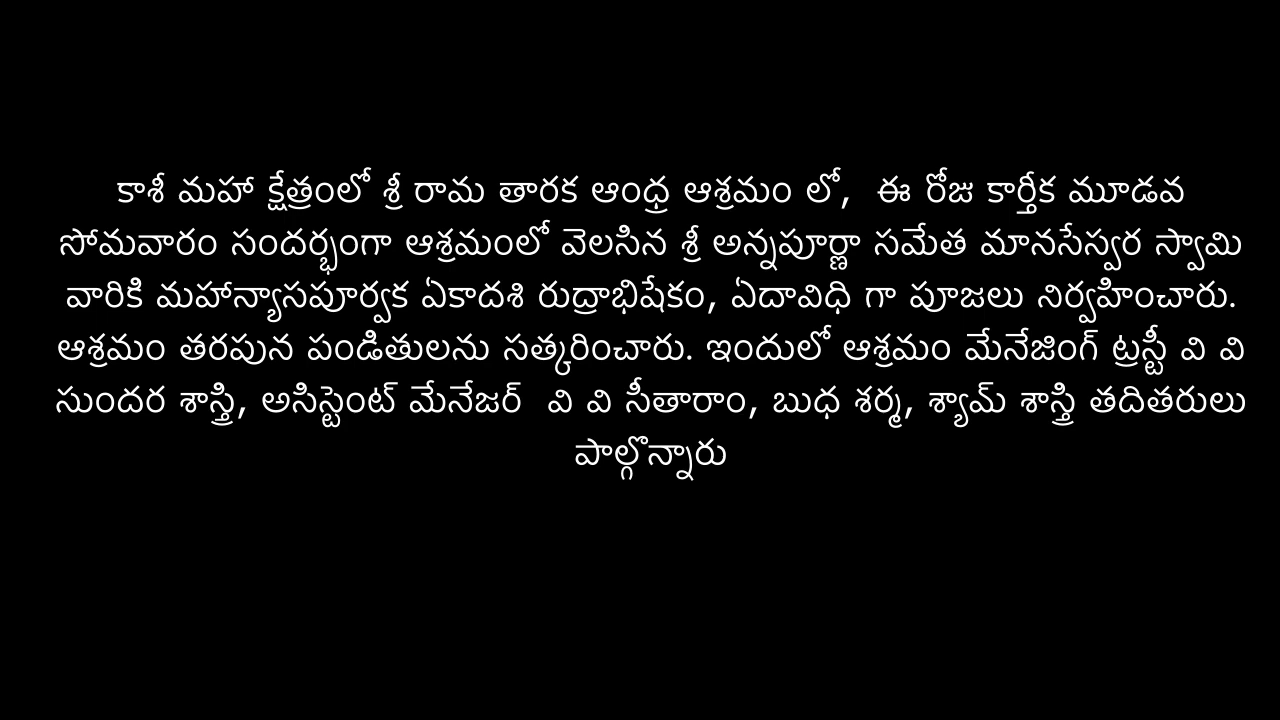 కాశీ మహా క్షేత్రంలో శ్రీ రామ తారక ఆంధ్ర ఆశ్రమం లో,  ఈ రోజు కార్తీక మూడవ
సోమవారం సందర్భంగా ఆశ్రమంలో వెలసిన శ్రీ అన్నపూర్ణా సమేత మానసేస్వర స్వామి
వారికి మహాన్యాసపూర్వక ఏకాదశి రుద్రాభిషేకం, ఏదావిధి గా పూజలు నిర్వహించారు.
ఆశ్రమం తరపున పండితులను సత్కరించారు. ఇందులో ఆశ్రమం మేనేజింగ్ ట్రస్టీ వి వి
సుందర శాస్త్రి, అసిస్టెంట్ మేనేజర్  వి వి సీతారాం, బుధ శర్మ, శ్యామ్ శాస్త్రి తదితరులు
పాల్గొన్నారు